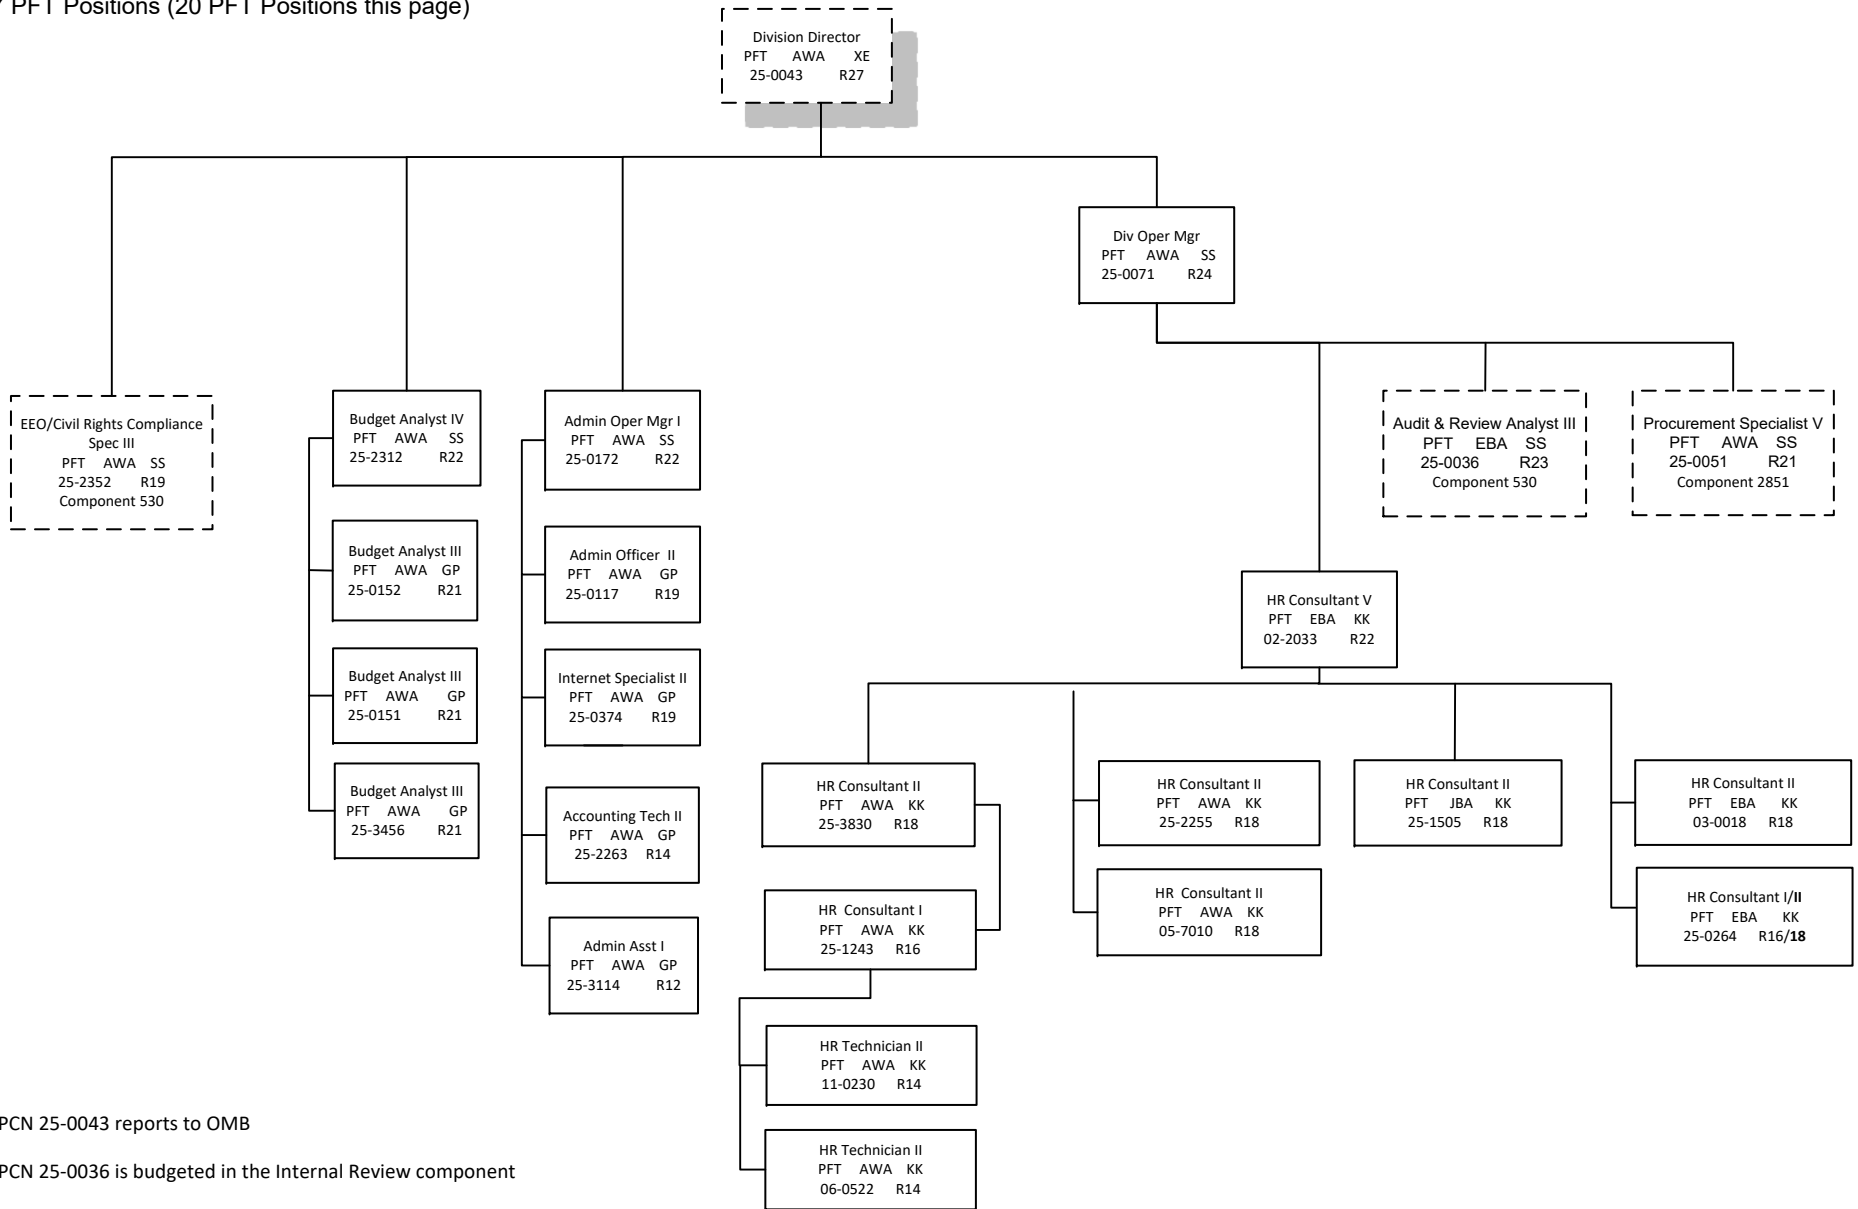 PFT Positions (20 PFT Positions this page)
Division Director
PFT AWA XE
25-0043 R27
Div Oper Mgr
PFT AWA SS
25-0071 R24
EEO/Civil Rights Compliance
Spec III
PFT AWA SS
25-2352 R19
Component 530
Budget Analyst IV
PFT AWA SS
25-2312 R22
Budget Analyst III
PFT AWA GP
25-0152 R21
Budget Analyst III
PFT AWA GP
25-0151 R21
Budget Analyst III
PFT AWA GP
25-3456 R21
Admin Oper Mgr I
PFT AWA SS
25-0172 R22
Admin Officer II
PFT AWA GP
25-0117 R19
Internet Specialist II
PFT AWA GP
25-0374 R19
Accounting Tech II
PFT AWA GP
25-2263 R14
Admin Asst I
PFT AWA GP
25-3114 R12
Audit & Review Analyst III
PFT EBA SS
25-0036 R23
Component 530
Procurement Specialist V
PFT AWA SS
25-0051 R21
Component 2851
HR Consultant V
PFT EBA KK
02-2033 R22
HR Consultant II
PFT AWA KK
25-3830 R18
HR Consultant I
PFT AWA KK
25-1243 R16
HR Technician II
PFT AWA KK
11-0230 R14
HR Technician II
PFT AWA KK
06-0522 R14
HR Consultant II
PFT AWA KK
25-2255 R18
HR Consultant II
PFT AWA KK
05-7010 R18
HR Consultant II
PFT JBA KK
25-1505 R18
HR Consultant II
PFT EBA KK
03-0018 R18
HR Consultant I/II
PFT EBA KK
25-0264 R16/18
PCN 25-0043 reports to OMB
PCN 25-0036 is budgeted in the Internal Review component